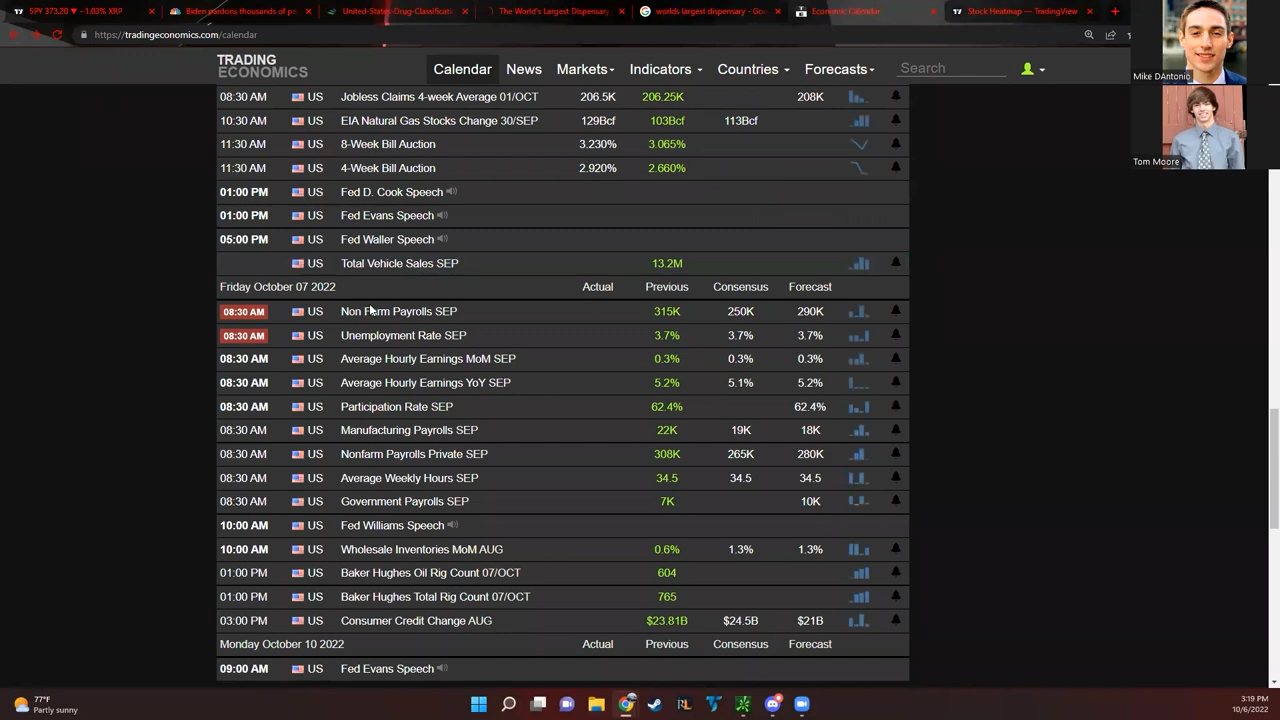 SPY 373.20 ▼ −1.03% XRP
Biden pardons thousands of pe
United-States-Drug-Classificati
The World's Largest Dispensary
worlds largest dispensary - Goo
Economic Calendar
Stock Heatmap — TradingView
https://tradingeconomics.com/calendar
TRADING ECONOMICS
Calendar News Markets Indicators Countries Forecasts Search
08:30 AM US Jobless Claims 4-week Average 01/OCT 206.5K 206.25K 208K
10:30 AM US EIA Natural Gas Stocks Change 30/SEP 129Bcf 103Bcf 113Bcf
11:30 AM US 8-Week Bill Auction 3.230% 3.065%
11:30 AM US 4-Week Bill Auction 2.920% 2.660%
01:00 PM US Fed D. Cook Speech
01:00 PM US Fed Evans Speech
05:00 PM US Fed Waller Speech
US Total Vehicle Sales SEP 13.2M
Friday October 07 2022 Actual Previous Consensus Forecast
08:30 AM US Non Farm Payrolls SEP 315K 250K 290K
08:30 AM US Unemployment Rate SEP 3.7% 3.7% 3.7%
08:30 AM US Average Hourly Earnings MoM SEP 0.3% 0.3% 0.3%
08:30 AM US Average Hourly Earnings YoY SEP 5.2% 5.1% 5.2%
08:30 AM US Participation Rate SEP 62.4% 62.4%
08:30 AM US Manufacturing Payrolls SEP 22K 19K 18K
08:30 AM US Nonfarm Payrolls Private SEP 308K 265K 280K
08:30 AM US Average Weekly Hours SEP 34.5 34.5 34.5
08:30 AM US Government Payrolls SEP 7K 10K
10:00 AM US Fed Williams Speech
10:00 AM US Wholesale Inventories MoM AUG 0.6% 1.3% 1.3%
01:00 PM US Baker Hughes Oil Rig Count 07/OCT 604
01:00 PM US Baker Hughes Total Rig Count 07/OCT 765
03:00 PM US Consumer Credit Change AUG $23.81B $24.5B $21B
Monday October 10 2022 Actual Previous Consensus Forecast
09:00 AM US Fed Evans Speech
Mike DAntonio
Tom Moore
77°F
Partly sunny
RL
3:19 PM
10/6/2022